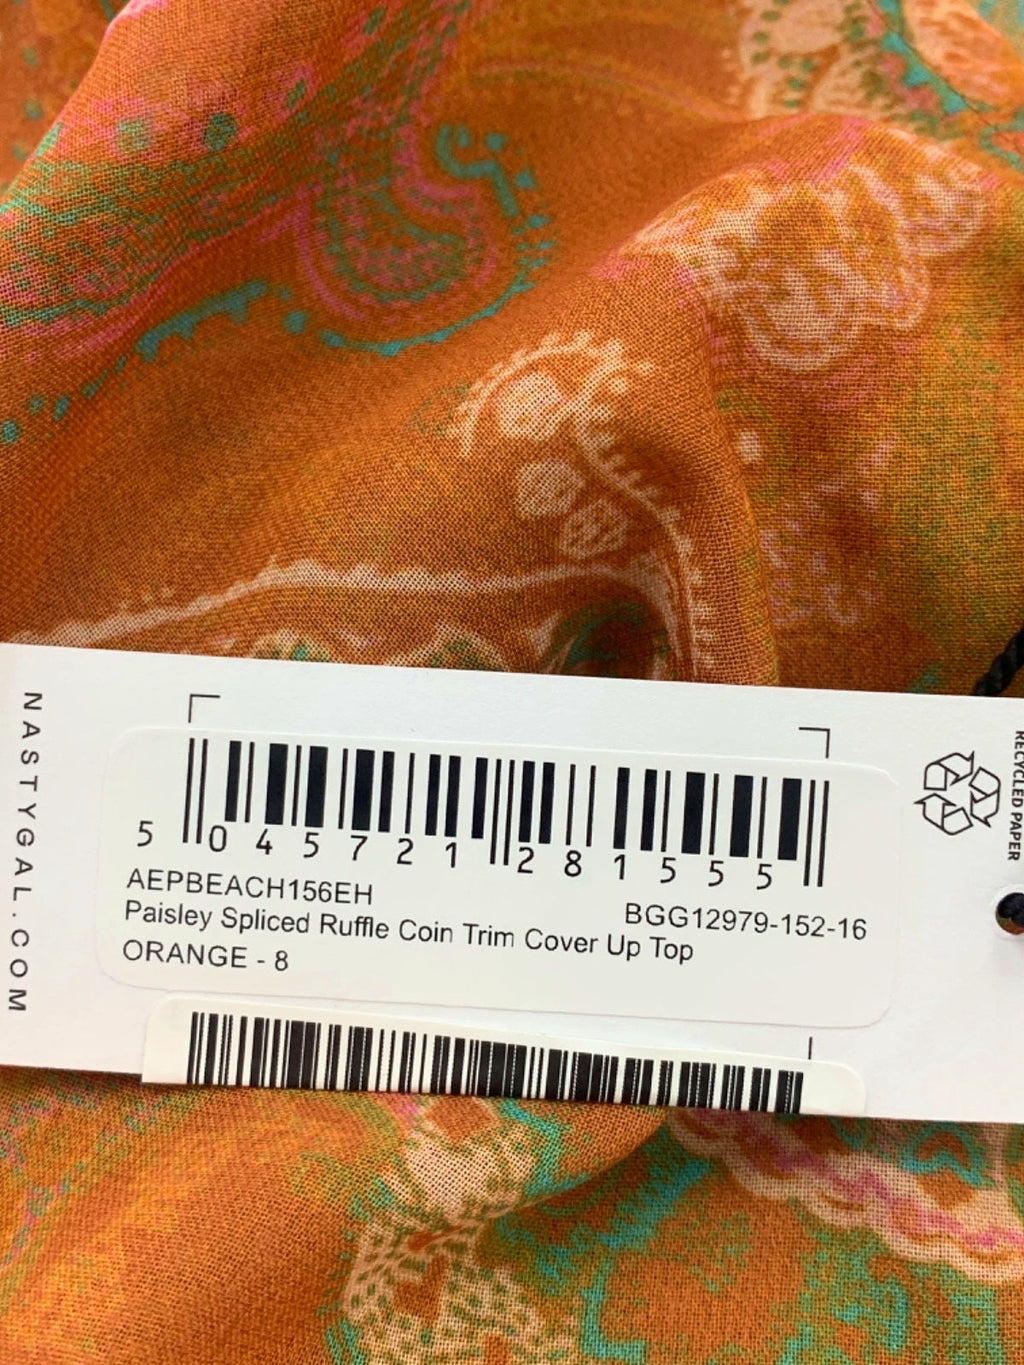 NASTYGAL.COM
5 045721 281555
AEPBEACH156EH
BGG12979-152-16
Paisley Spliced Ruffle Coin Trim Cover Up Top
ORANGE - 8
RECYCLED PAPER